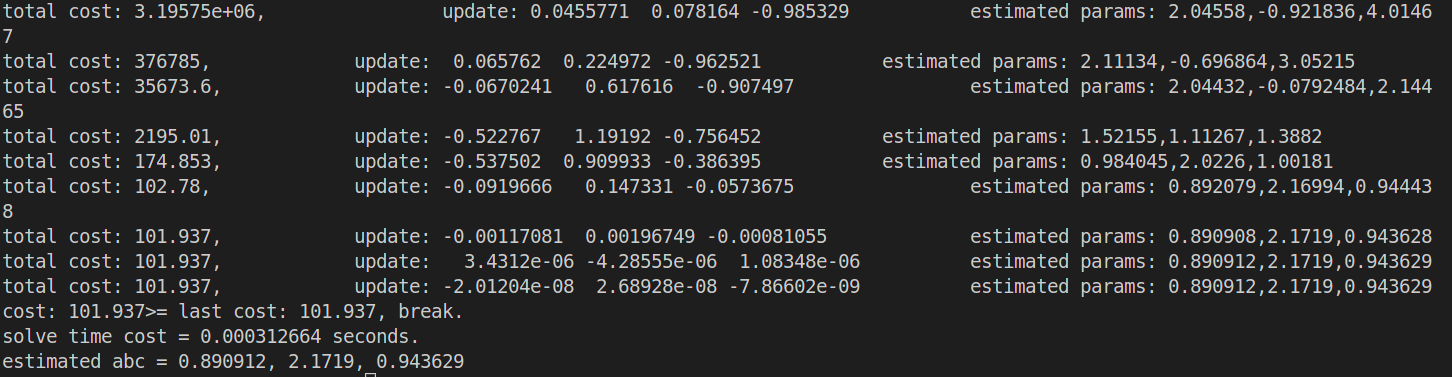 total cost: 3.19575e+06, update: 0.0455771 0.078164 -0.985329 estimated params: 2.04558,-0.921836,4.0146
7
total cost: 376785, update: 0.065762 0.224972 -0.962521 estimated params: 2.11134,-0.696864,3.05215
total cost: 35673.6, update: -0.0670241 0.617616 -0.907497 estimated params: 2.04432,-0.0792484,2.144
65
total cost: 2195.01, update: -0.522767 1.19192 -0.756452 estimated params: 1.52155,1.11267,1.3882
total cost: 174.853, update: -0.537502 0.909933 -0.386395 estimated params: 0.984045,2.0226,1.00181
total cost: 102.78, update: -0.0919666 0.147331 -0.0573675 estimated params: 0.892079,2.16994,0.94443
8
total cost: 101.937, update: -0.00117081 0.00196749 -0.00081055 estimated params: 0.890908,2.1719,0.943628
total cost: 101.937, update: 3.4312e-06 -4.28555e-06 1.08348e-06 estimated params: 0.890912,2.1719,0.943629
total cost: 101.937, update: -2.01204e-08 2.68928e-08 -7.86602e-09 estimated params: 0.890912,2.1719,0.943629
cost: 101.937>= last cost: 101.937, break.
solve time cost = 0.000312664 seconds.
estimated abc = 0.890912, 2.1719, 0.943629